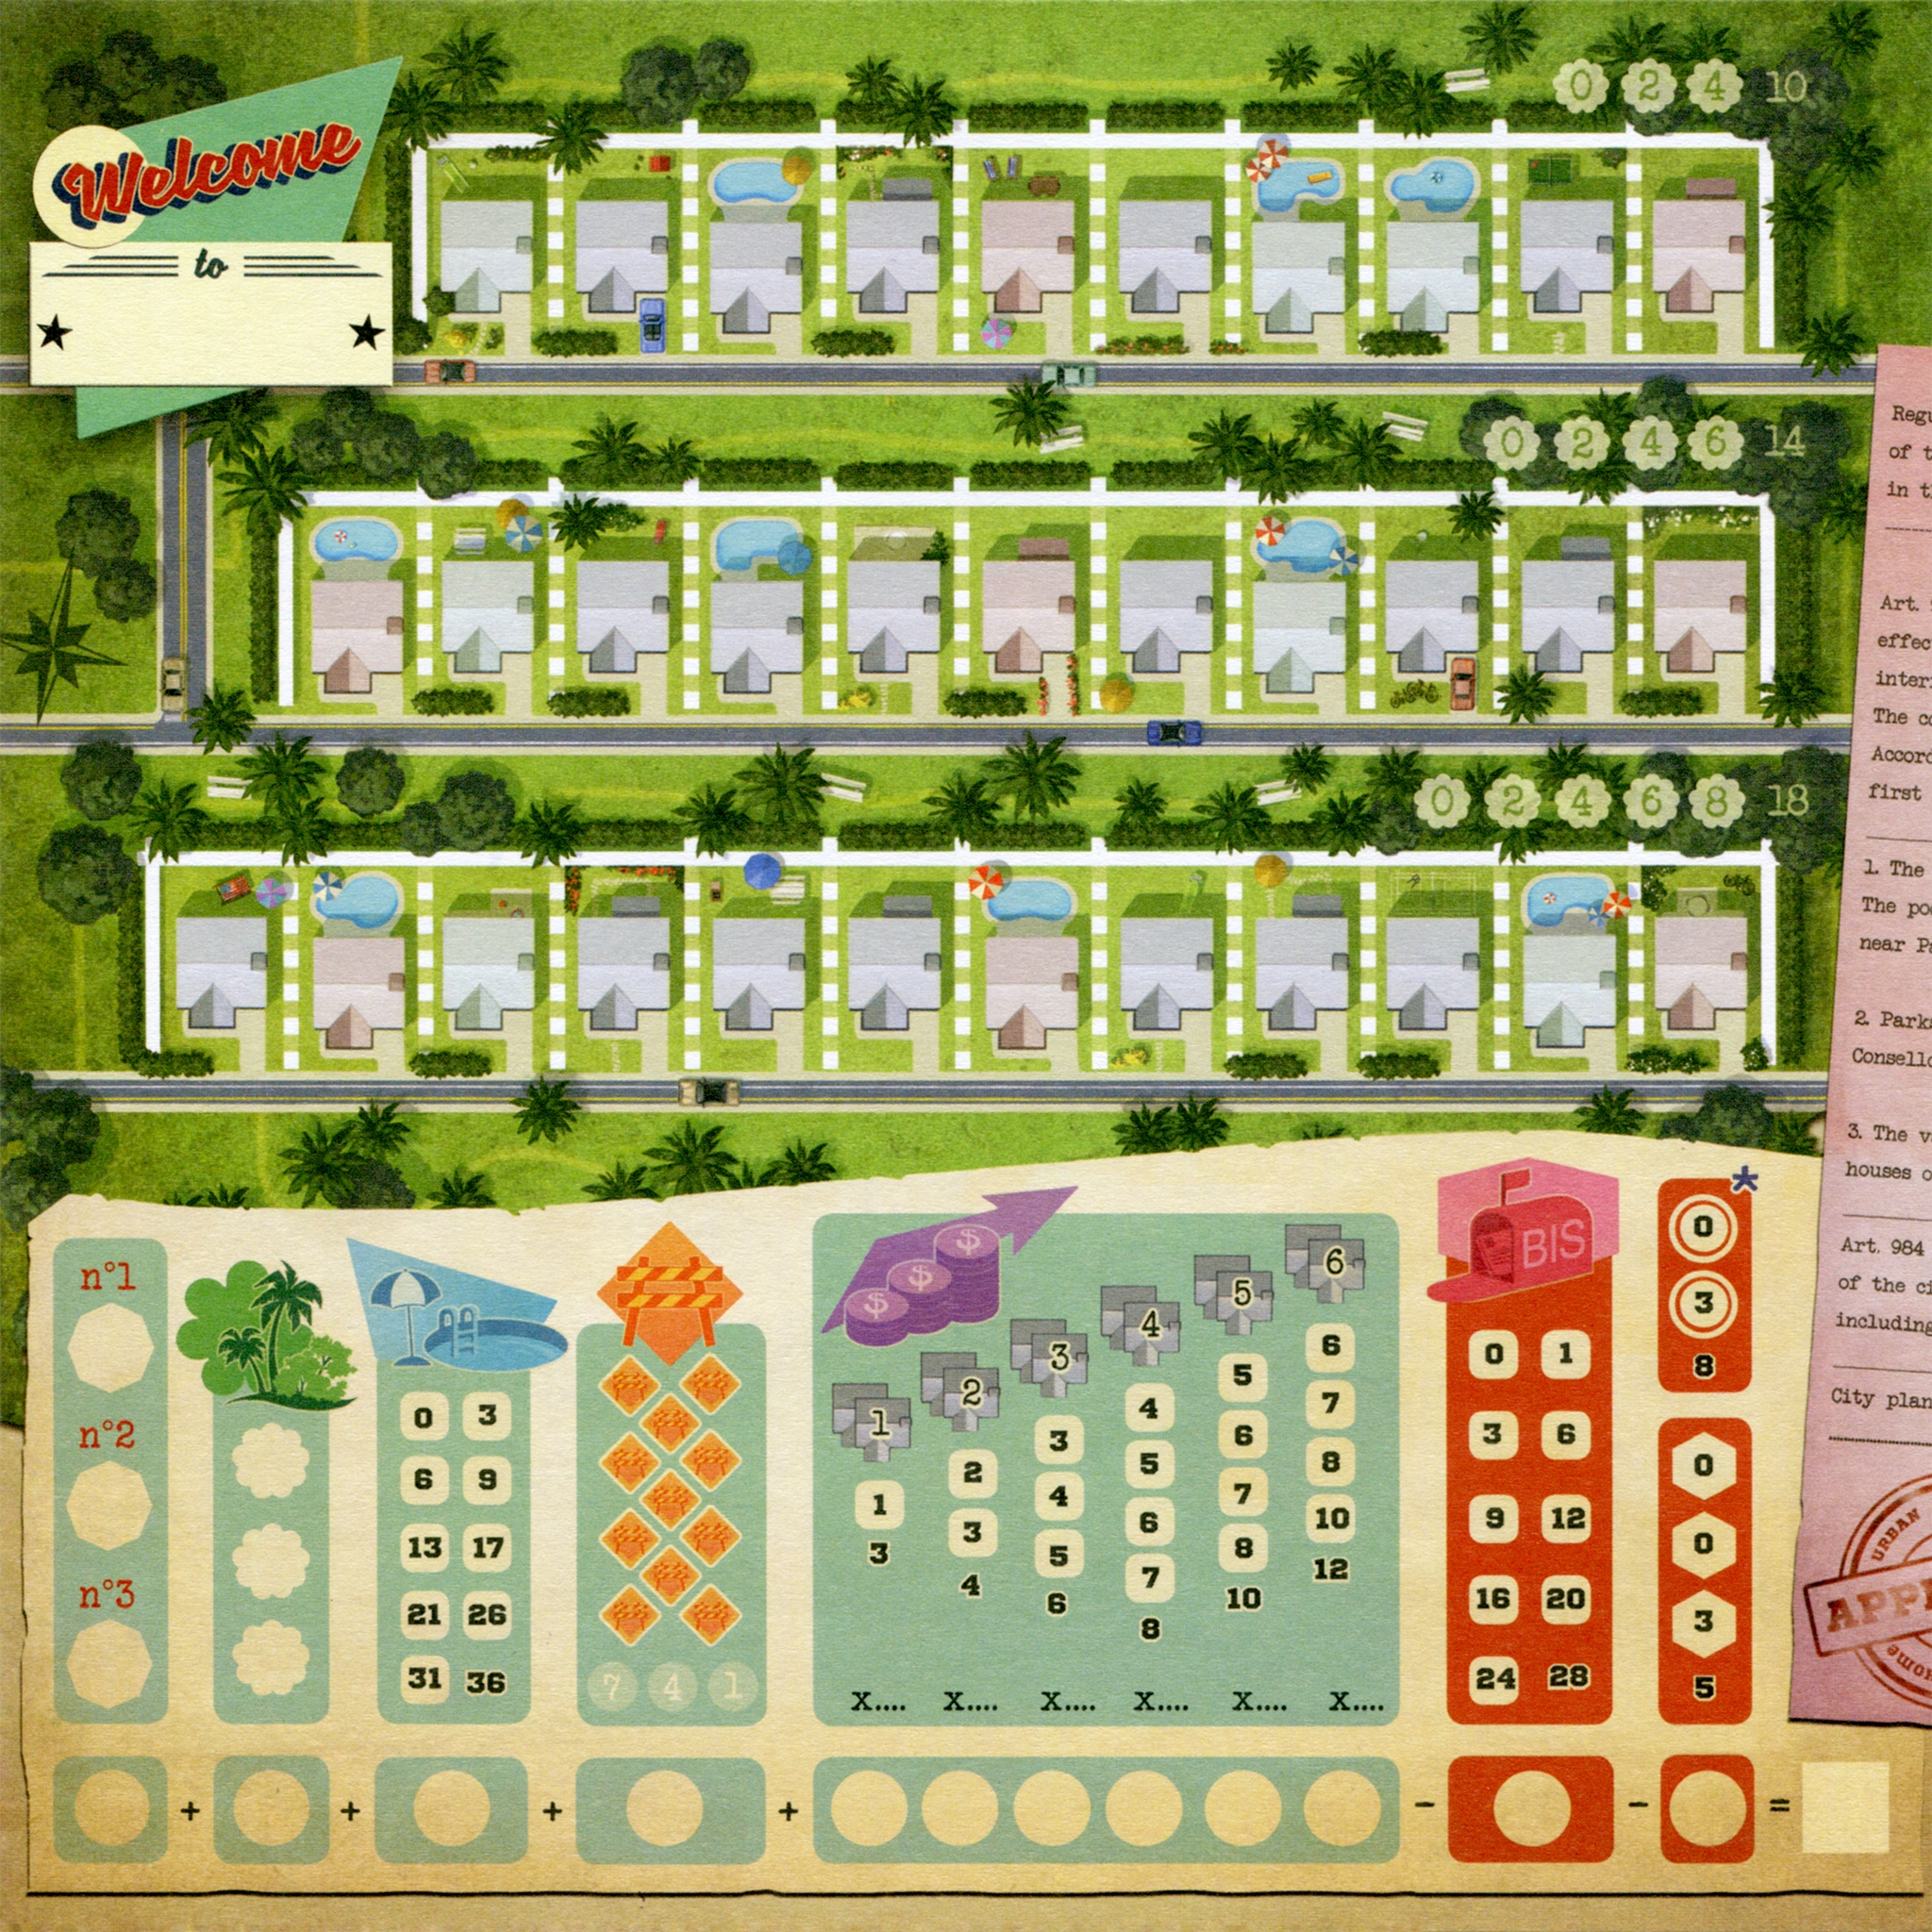 Welcome
to
0 2 4 10
0 2 4 6 14
0 2 4 6 8 18
Regu
of t
in t
Art.
effec
inter
The co
Accord
first
1. The
The po
near Pa
2. Park
Consello
3. The v
houses o
Art. 984
of the ci
including
City plan
URBAN
APP
n°1
n°2
n°3
0 3
6 9
13 17
21 26
31 36
7 4 1
$ $ $
1 2 3 4 5 6
1
3
2
3
4
3
4
5
6
4
5
6
7
8
5
6
7
8
10
6
7
8
10
12
X.... X.... X.... X.... X.... X....
BIS
0 1
3 6
9 12
16 20
24 28
*
0
3
8
0
0
3
5
+ + + + - - =